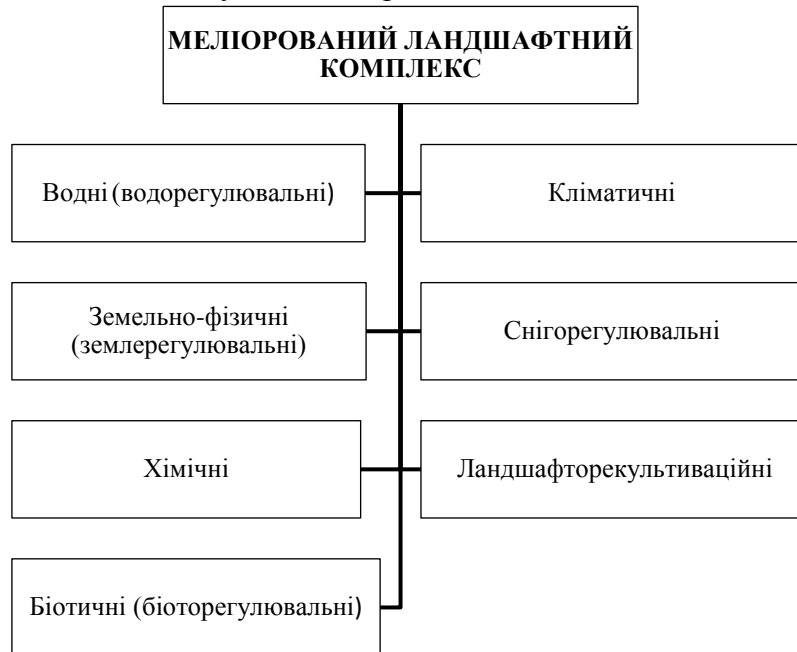 МЕЛІОРОВАНИЙ ЛАНДШАФТНИЙ
КОМПЛЕКС
Водні (водорегулювальні)
Кліматичні
Земельно-фізичні
(землерегулювальні)
Снігорегулювальні
Хімічні
Ландшафторекультиваційні
Біотичні (біоторегулювальні)